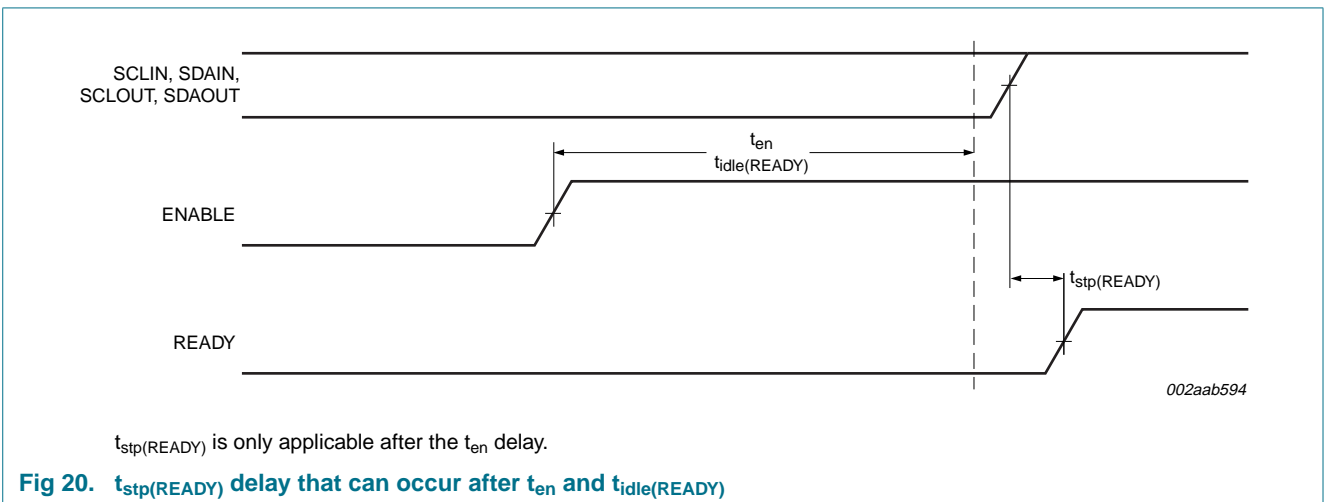 SCLIN, SDAIN,
SCLOUT, SDAOUT
ten
tidle(READY)
ENABLE
tstp(READY)
READY
002aab594
tstp(READY) is only applicable after the ten delay.
Fig 20. tstp(READY) delay that can occur after ten and tidle(READY)